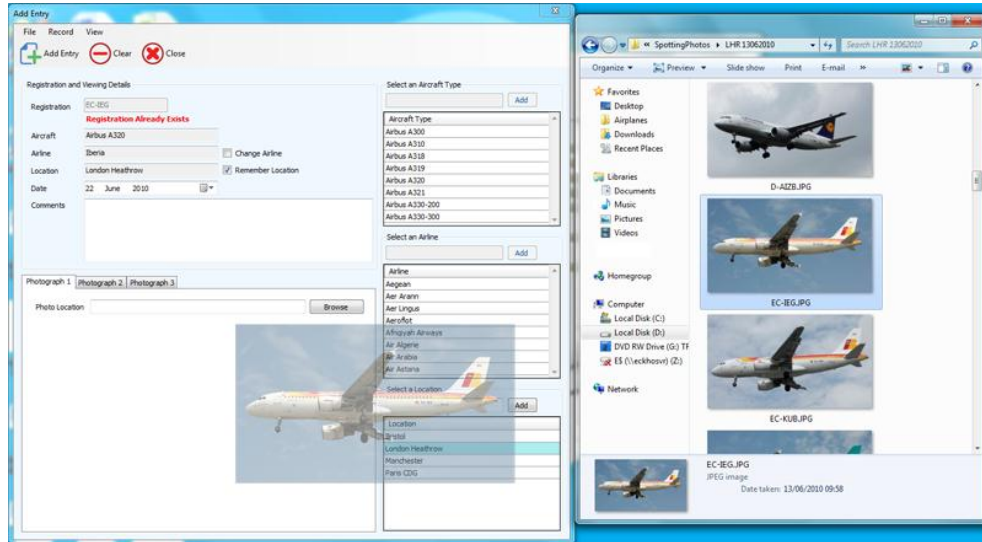 Add Entry
File Record View
Add Entry Clear Close
Registration and Viewing Details
Registration EC-IEG
Registration Already Exists
Aircraft Airbus A320
Airline Iberia Change Airline
Location London Heathrow Remember Location
Date 22 June 2010
Comments
Photograph 1 Photograph 2 Photograph 3
Photo Location Browse
Select an Aircraft Type
Add
Aircraft Type
Airbus A300
Airbus A310
Airbus A318
Airbus A319
Airbus A320
Airbus A321
Airbus A330-200
Airbus A330-300
Select an Airline
Add
Airline
Aegean
Aer Arann
Aer Lingus
Aeroflot
Afriqiyah Airways
Air Algerie
Air Arabia
Air Astana
Select a Location
Add
Location
Bristol
London Heathrow
Manchester
Paris CDG
« SpottingPhotos LHR 13062010 Search LHR 13062010
Organize Preview Slide show Print E-mail »
Favorites
Desktop
Airplanes
Downloads
Recent Places
Libraries
Documents
Music
Pictures
Videos
Homegroup
Computer
Local Disk (C:)
Local Disk (D:)
DVD RW Drive (G:) TF
E$ (\\eckhosvr) (Z:)
Network
D-AIZB.JPG
EC-IEG.JPG
EC-KUB.JPG
EC-IEG.JPG
JPEG image
Date taken: 13/06/2010 09:58